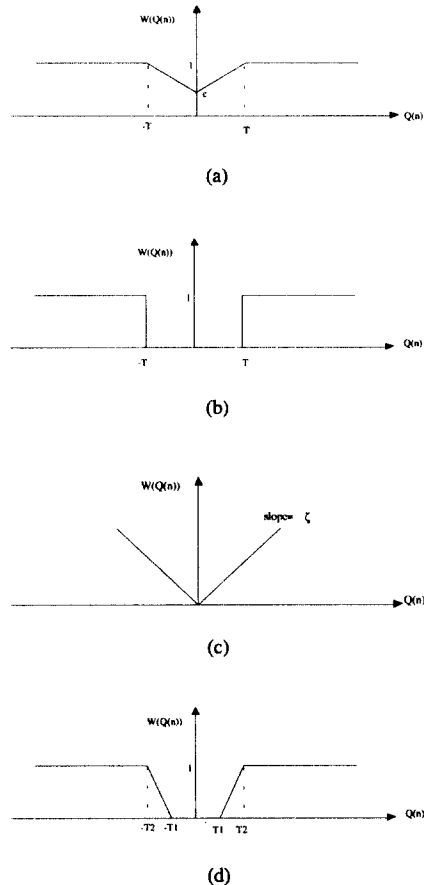 W(Q(n))
1
c
-T
T
Q(n)
(a)
W(Q(n))
1
-T
T
Q(n)
(b)
W(Q(n))
slope= ζ
Q(n)
(c)
W(Q(n))
1
-T2
-T1
T1
T2
Q(n)
(d)